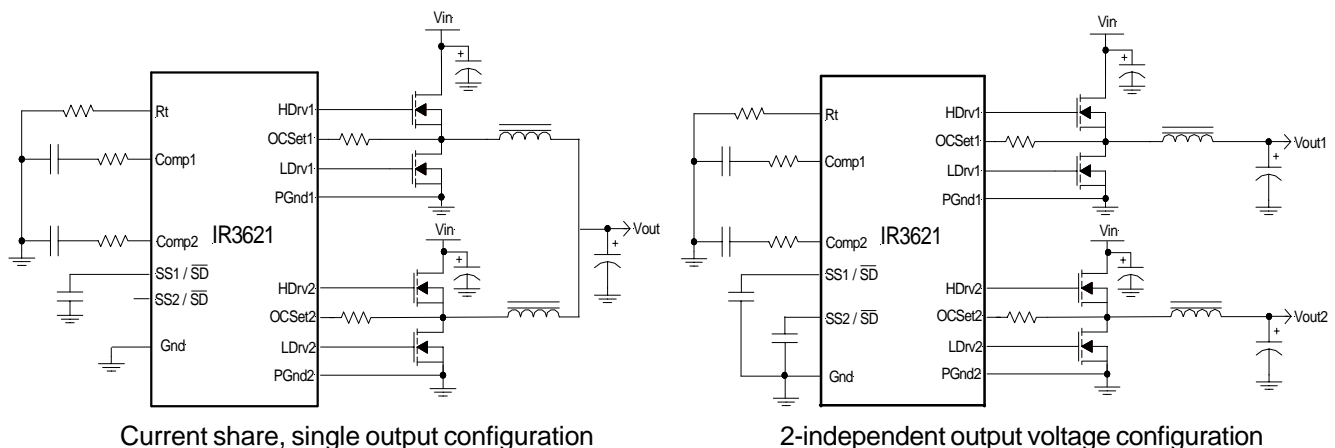 Vin
+
Rt
HDrv1
OCSet1
Comp1
LDrv1
PGnd1
IR3621
Vin
+
Vout
+
Comp2
SS1 / SD
SS2 / SD
HDrv2
OCSet2
LDrv2
Gnd
PGnd2
Current share, single output configuration
Vin
+
Rt
HDrv1
OCSet1
Vout1
+
Comp1
LDrv1
PGnd1
IR3621
Vin
+
Comp2
SS1 / SD
HDrv2
SS2 / SD
OCSet2
Vout2
+
LDrv2
Gnd
PGnd2
2-independent output voltage configuration